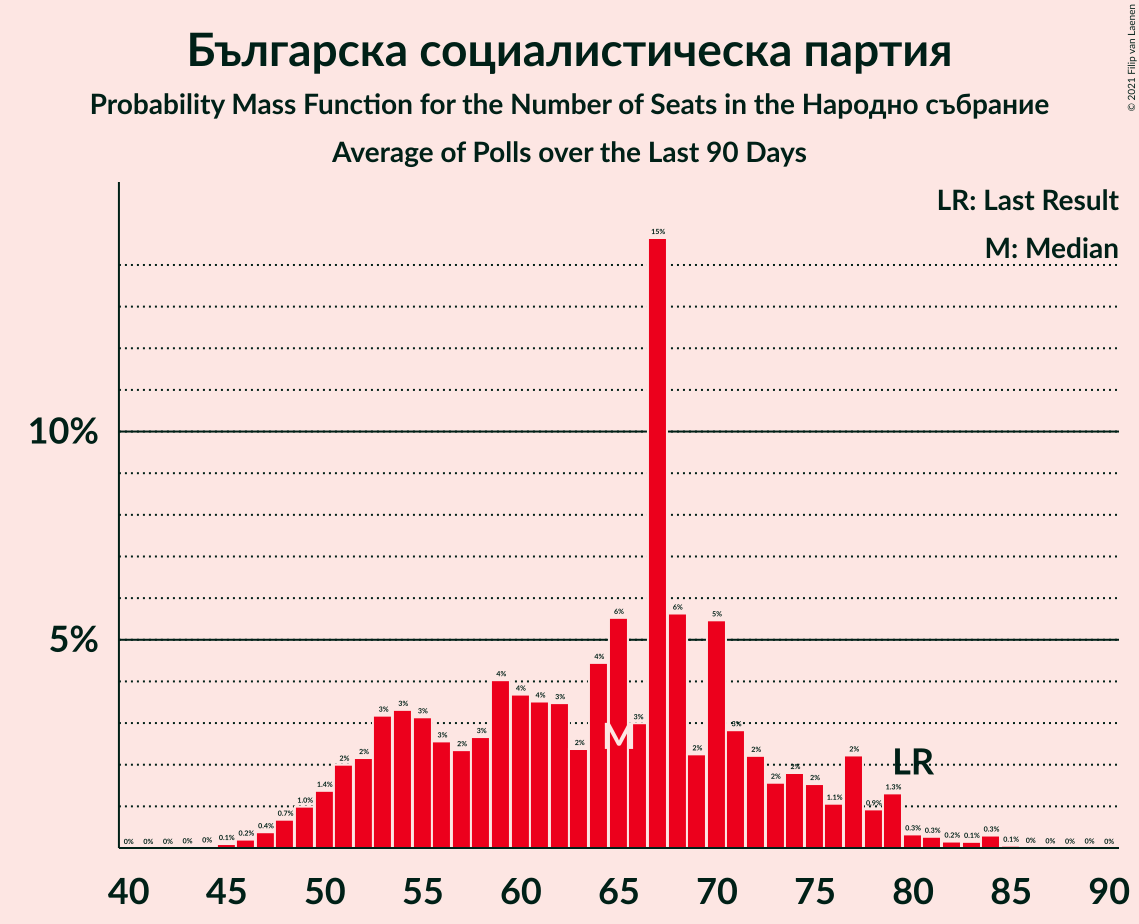 Българска социалистическа партия
Probability Mass Function for the Number of Seats in the Народно събрание
Average of Polls over the Last 90 Days
© 2021 Filip van Laenen
LR: Last Result
M: Median
10%
5%
0% 0% 0% 0% 0% 0.1% 0.2% 0.4% 0.7% 1.0% 1.4% 2% 2% 3% 3% 3% 3% 2% 3% 4% 4% 4% 3% 2% 4% 6% 3% 15% 6% 2% 5% 3% 2% 2% 2% 2% 1.1% 2% 0.9% 1.3% 0.3% 0.3% 0.2% 0.1% 0.3% 0.1% 0% 0% 0% 0% 0%
M
LR
40 45 50 55 60 65 70 75 80 85 90